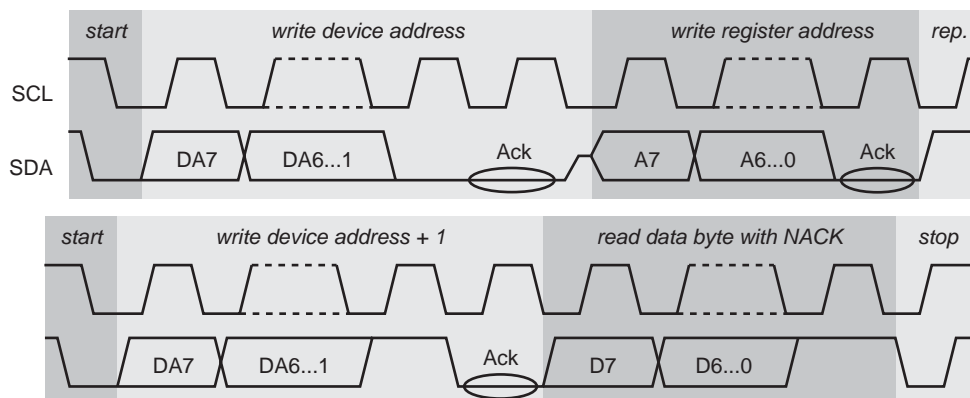 start write device address write register address rep.
SCL
SDA DA7 DA6...1 Ack A7 A6...0 Ack
start write device address + 1 read data byte with NACK stop
DA7 DA6...1 Ack D7 D6...0